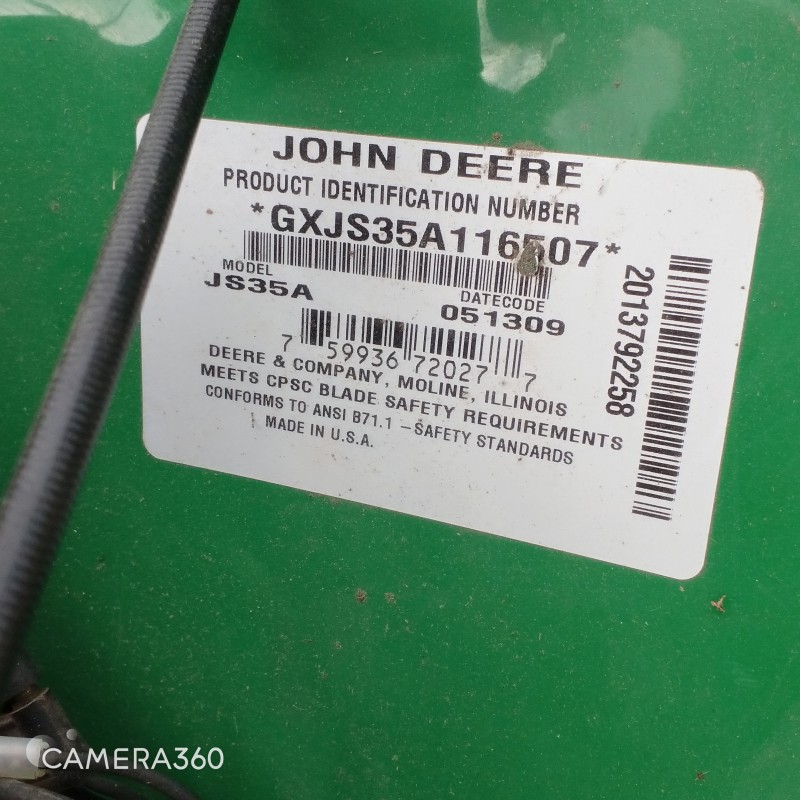 JOHN DEERE
PRODUCT IDENTIFICATION NUMBER
*GXJS35A116507*
MODEL
JS35A
DATECODE
051309
7 59936 72027 7
DEERE & COMPANY, MOLINE, ILLINOIS
MEETS CPSC BLADE SAFETY REQUIREMENTS
CONFORMS TO ANSI B71.1 -SAFETY STANDARDS
MADE IN U.S.A.
2013792258
CAMERA360